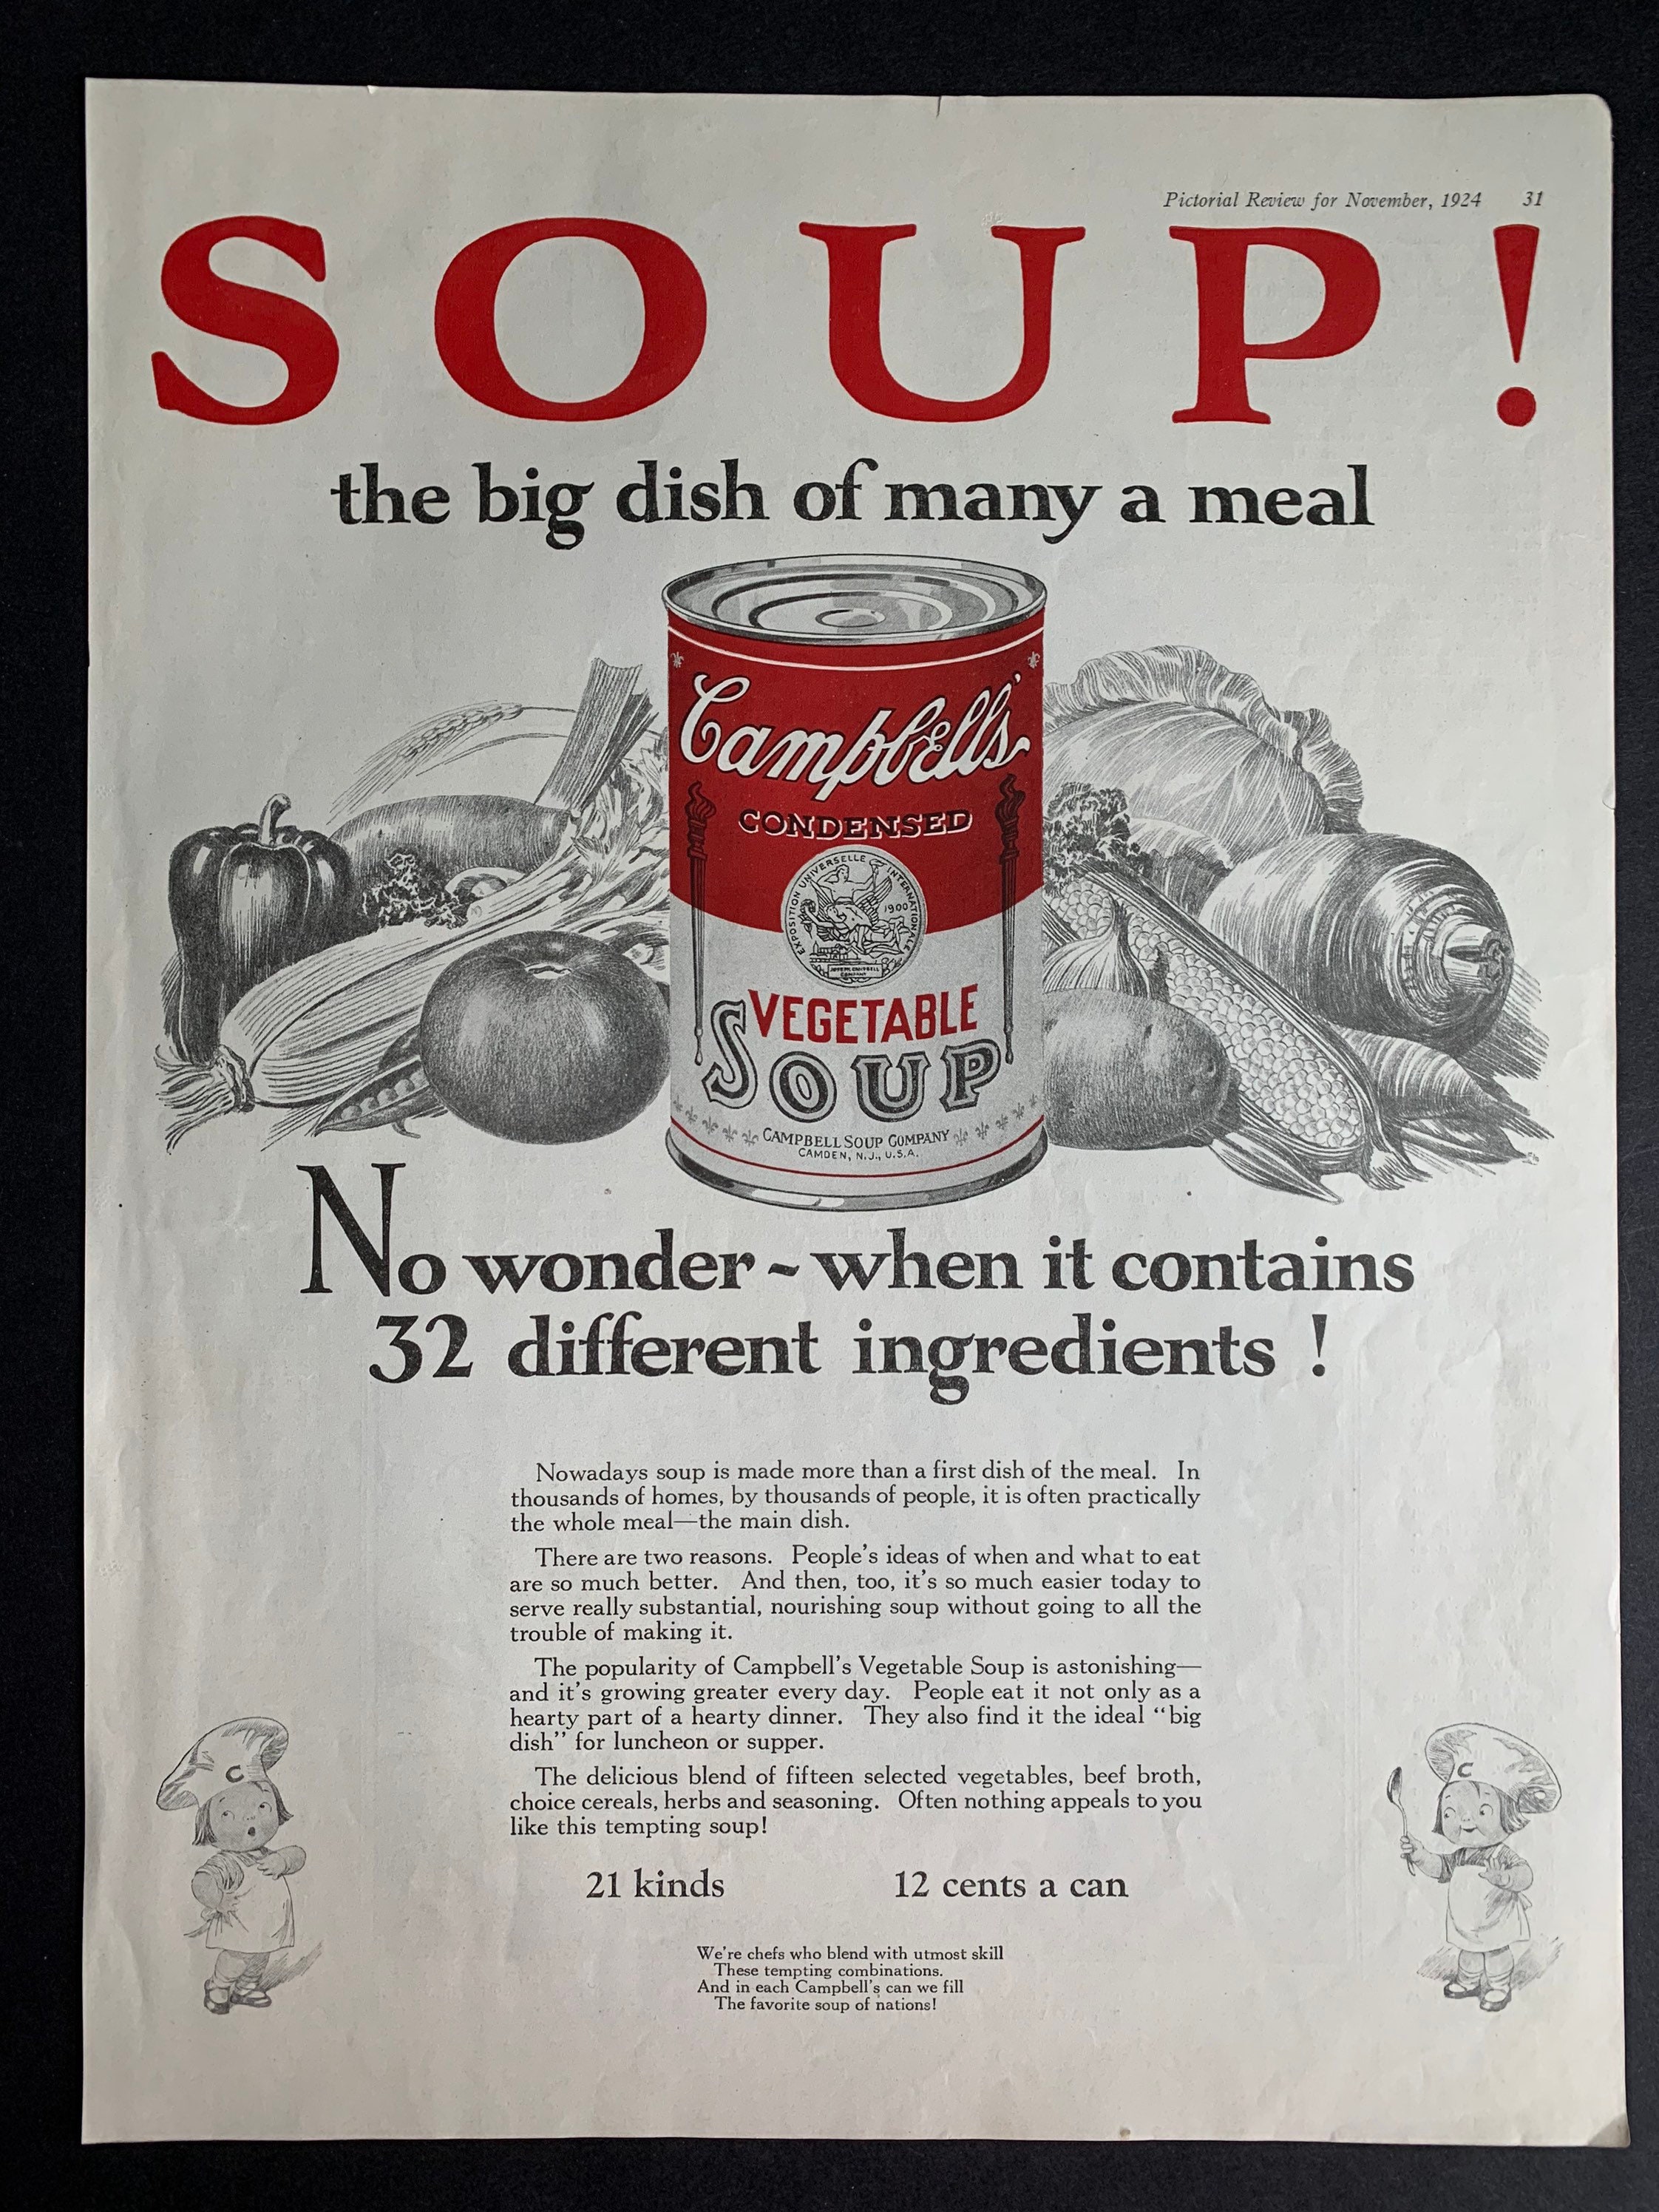 Pictorial Review for November, 1924 31
SOUP!
the big dish of many a meal
Campbell's
CONDENSED
EXPOSITION UNIVERSELLE INTERNATIONALE
1900
JOSEPH CAMPBELL
COMPANY
VEGETABLE
SOUP
CAMPBELL SOUP COMPANY
CAMDEN, N.J., U.S.A.
No wonder~when it contains
32 different ingredients !
Nowadays soup is made more than a first dish of the meal. In
thousands of homes, by thousands of people, it is often practically
the whole meal—the main dish.
There are two reasons. People's ideas of when and what to eat
are so much better. And then, too, it's so much easier today to
serve really substantial, nourishing soup without going to all the
trouble of making it.
The popularity of Campbell's Vegetable Soup is astonishing—
and it's growing greater every day. People eat it not only as a
hearty part of a hearty dinner. They also find it the ideal "big
dish" for luncheon or supper.
The delicious blend of fifteen selected vegetables, beef broth,
choice cereals, herbs and seasoning. Often nothing appeals to you
like this tempting soup!
21 kinds 12 cents a can
C
C
We're chefs who blend with utmost skill
These tempting combinations.
And in each Campbell's can we fill
The favorite soup of nations!